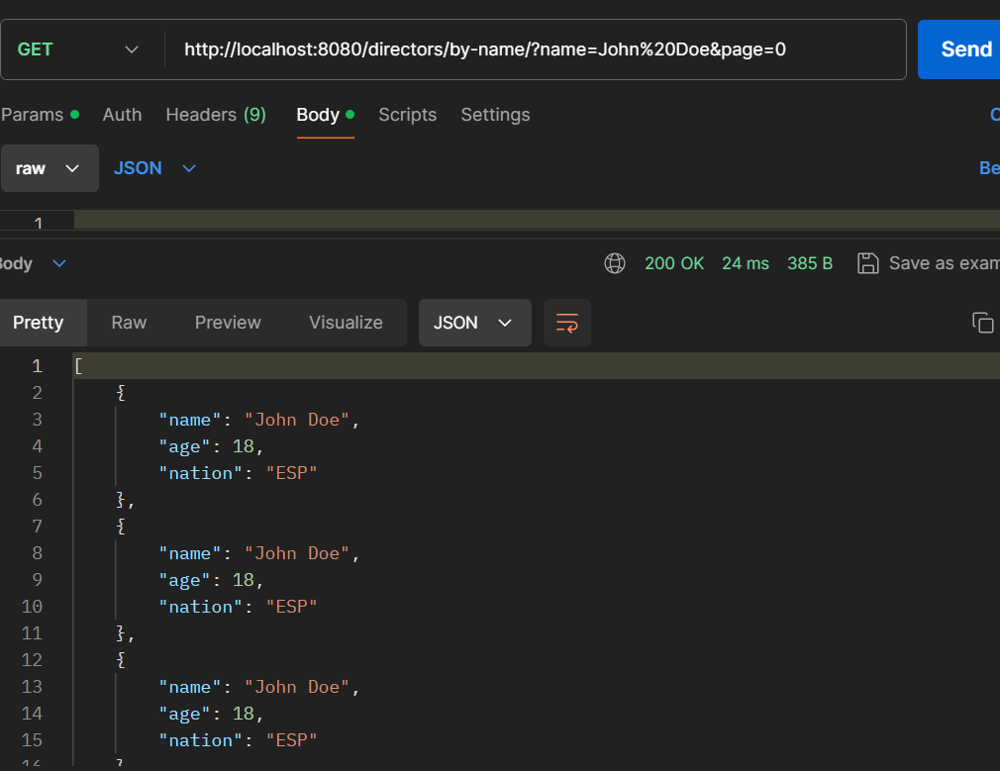 GET http://localhost:8080/directors/by-name/?name=John%20Doe&page=0 Send
Params Auth Headers (9) Body Scripts Settings
raw JSON Be
1
Body 200 OK 24 ms 385 B Save as exam
Pretty Raw Preview Visualize JSON
1 [
2 {
3 "name": "John Doe",
4 "age": 18,
5 "nation": "ESP"
6 },
7 {
8 "name": "John Doe",
9 "age": 18,
10 "nation": "ESP"
11 },
12 {
13 "name": "John Doe",
14 "age": 18,
15 "nation": "ESP"
16 }